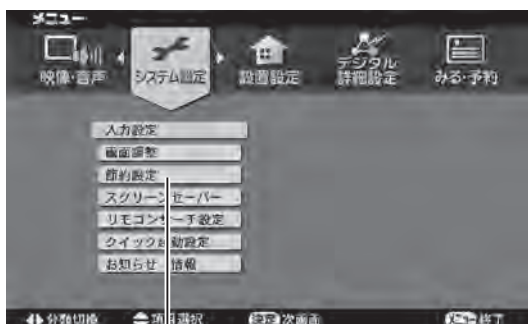 メニュー
映像・音声
システム設定
設置設定
デジタル
詳細設定
みる・予約
入力設定
画面調整
節約設定
スクリーンセーバー
リモコンサーチ設定
クイック起動設定
お知らせ・情報
分類切換 項目選択 決定 次画面 メニュー 終了